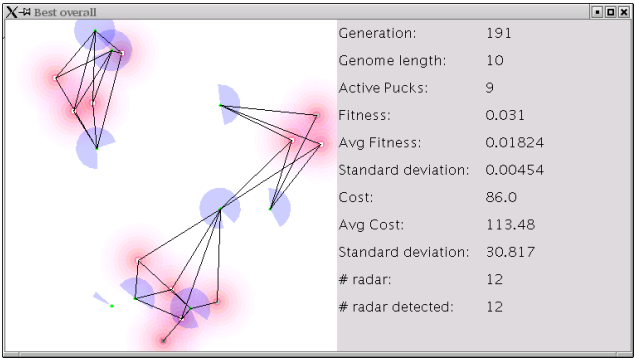 Best overall
Generation: 191
Genome length: 10
Active Pucks: 9
Fitness: 0.031
Avg Fitness: 0.01824
Standard deviation: 0.00454
Cost: 86.0
Avg Cost: 113.48
Standard deviation: 30.817
# radar: 12
# radar detected: 12